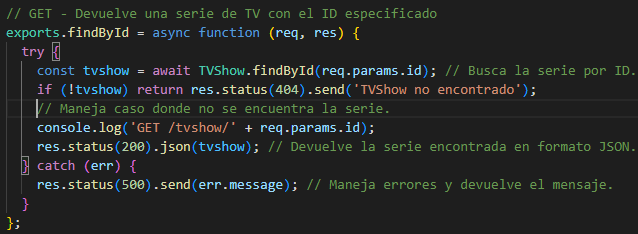 // GET - Devuelve una serie de TV con el ID especificado
exports.findById = async function (req, res) {
try {
const tvshow = await TVShow.findById(req.params.id); // Busca la serie por ID.
if (!tvshow) return res.status(404).send('TVShow no encontrado');
// Maneja caso donde no se encuentra la serie.
console.log('GET /tvshow/' + req.params.id);
res.status(200).json(tvshow); // Devuelve la serie encontrada en formato JSON.
} catch (err) {
res.status(500).send(err.message); // Maneja errores y devuelve el mensaje.
}
};